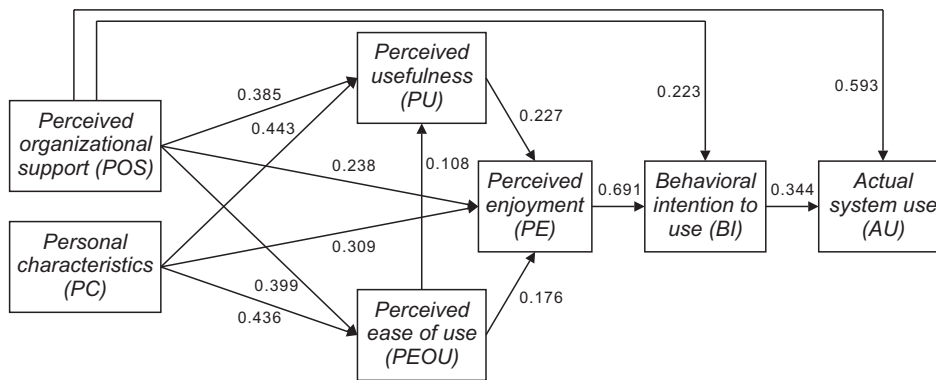 Perceived
usefulness
(PU)
0.385
0.443
0.227
0.223
0.593
Perceived
organizational
support (POS)
0.238
0.108
Perceived
enjoyment
(PE)
0.691
Behavioral
intention to
use (BI)
0.344
Actual
system use
(AU)
Personal
characteristics
(PC)
0.309
0.399
0.436
0.176
Perceived
ease of use
(PEOU)